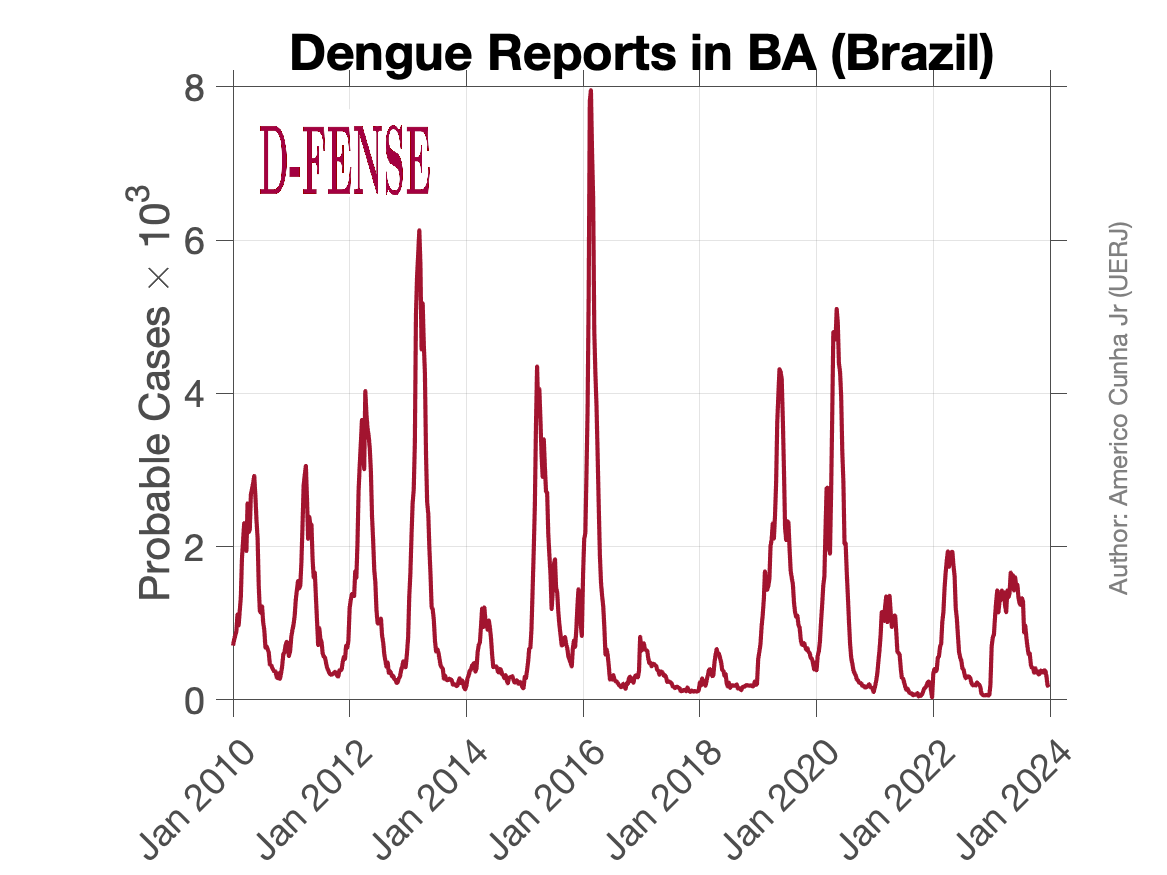 Dengue Reports in BA (Brazil)
D-FENSE
Probable Cases × 10³
8
6
4
2
0
Jan 2010
Jan 2012
Jan 2014
Jan 2016
Jan 2018
Jan 2020
Jan 2022
Jan 2024
Author: Americo Cunha Jr (UERJ)